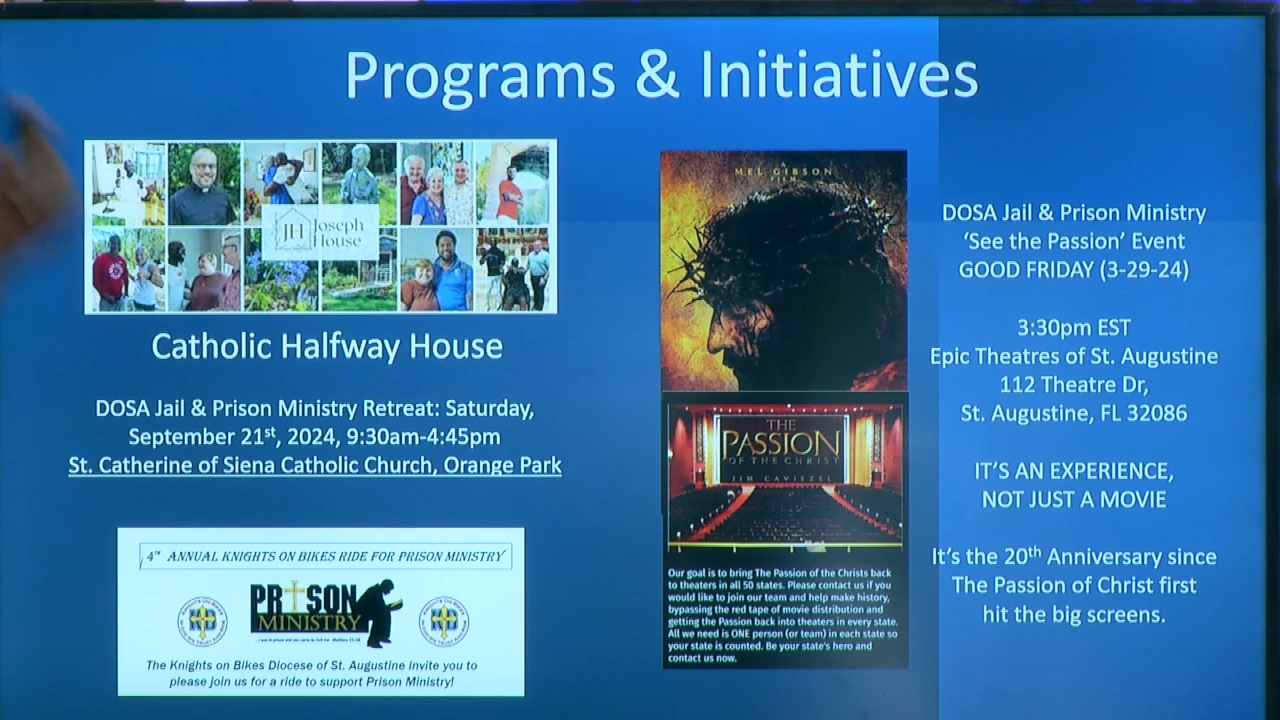 Programs & Initiatives
JH Joseph
House
Catholic Halfway House
DOSA Jail & Prison Ministry Retreat: Saturday,
September 21st, 2024, 9:30am-4:45pm
St. Catherine of Siena Catholic Church, Orange Park
4TH ANNUAL KNIGHTS ON BIKES RIDE FOR PRISON MINISTRY
PRISON
MINISTRY
The Knights on Bikes Diocese of St. Augustine invite you to
please join us for a ride to support Prison Ministry!
A
MEL GIBSON
FILM
THE
PASSION
OF THE CHRIST
JIM CAVIEZEL
Our goal is to bring The Passion of the Christs back
to theaters in all 50 states. Please contact us if you
would like to join our team and help make history,
bypassing the red tape of movie distribution and
getting the Passion back into theaters in every state.
All we need is ONE person (or team) in each state so
your state is counted. Be your state's hero and
contact us now.
DOSA Jail & Prison Ministry
‘See the Passion’ Event
GOOD FRIDAY (3-29-24)
3:30pm EST
Epic Theatres of St. Augustine
112 Theatre Dr,
St. Augustine, FL 32086
IT’S AN EXPERIENCE,
NOT JUST A MOVIE
It’s the 20th Anniversary since
The Passion of Christ first
hit the big screens.